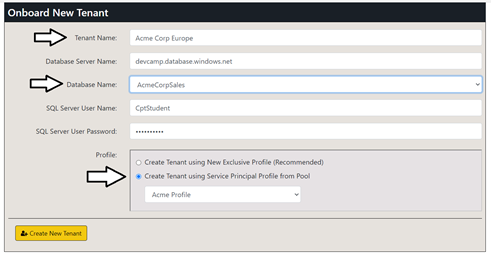 Onboard New Tenant
Tenant Name: Acme Corp Europe
Database Server Name: devcamp.database.windows.net
Database Name: AcmeCorpSales
SQL Server User Name: CptStudent
SQL Server User Password: ••••••••••
Profile:
Create Tenant using New Exclusive Profile (Recommended)
Create Tenant using Service Principal Profile from Pool
Acme Profile
Create New Tenant